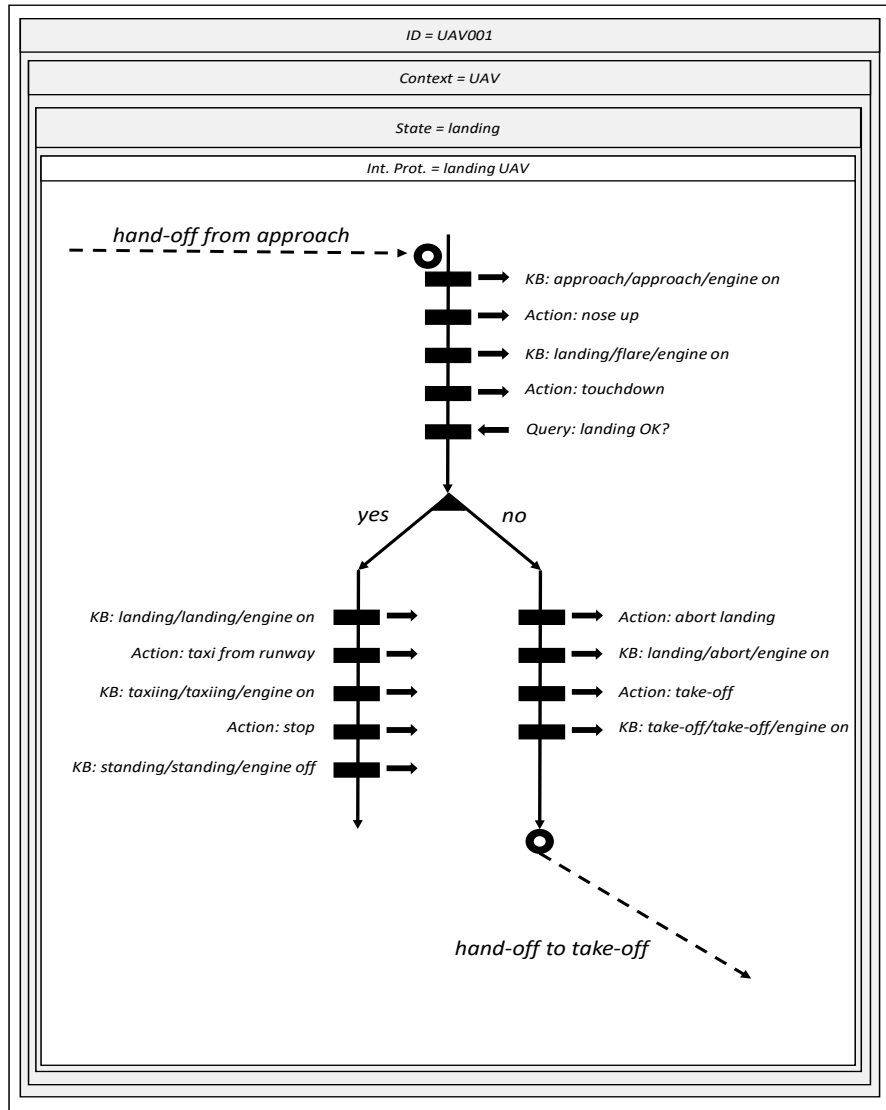 ID = UAV001
Context = UAV
State = landing
Int. Prot. = landing UAV
hand-off from approach
KB: approach/approach/engine on
Action: nose up
KB: landing/flare/engine on
Action: touchdown
Query: landing OK?
yes
no
KB: landing/landing/engine on
Action: taxi from runway
KB: taxiing/taxiing/engine on
Action: stop
KB: standing/standing/engine off
Action: abort landing
KB: landing/abort/engine on
Action: take-off
KB: take-off/take-off/engine on
hand-off to take-off